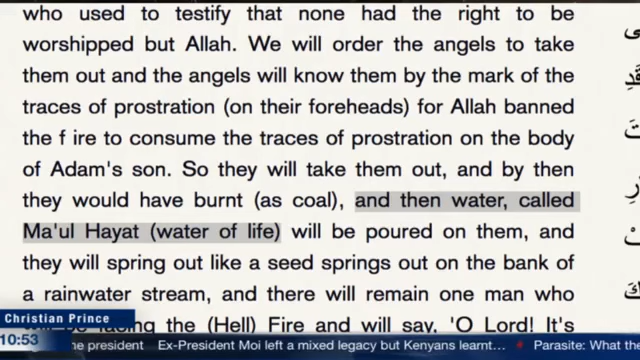 who used to testify that none had the right to be
worshipped but Allah. We will order the angels to take
them out and the angels will know them by the mark of the
traces of prostration (on their foreheads) for Allah banned
the f ire to consume the traces of prostration on the body
of Adam's son. So they will take them out, and by then
they would have burnt (as coal), and then water, called
Ma'ul Hayat (water of life) will be poured on them, and
they will spring out like a seed springs out on the bank of
a rainwater stream, and there will remain one man who
will be facing the (Hell) Fire and will say, 'O Lord! It's
Christian Prince
10:53
he president Ex-President Moi left a mixed legacy but Kenyans learnt… • Parasite: What the